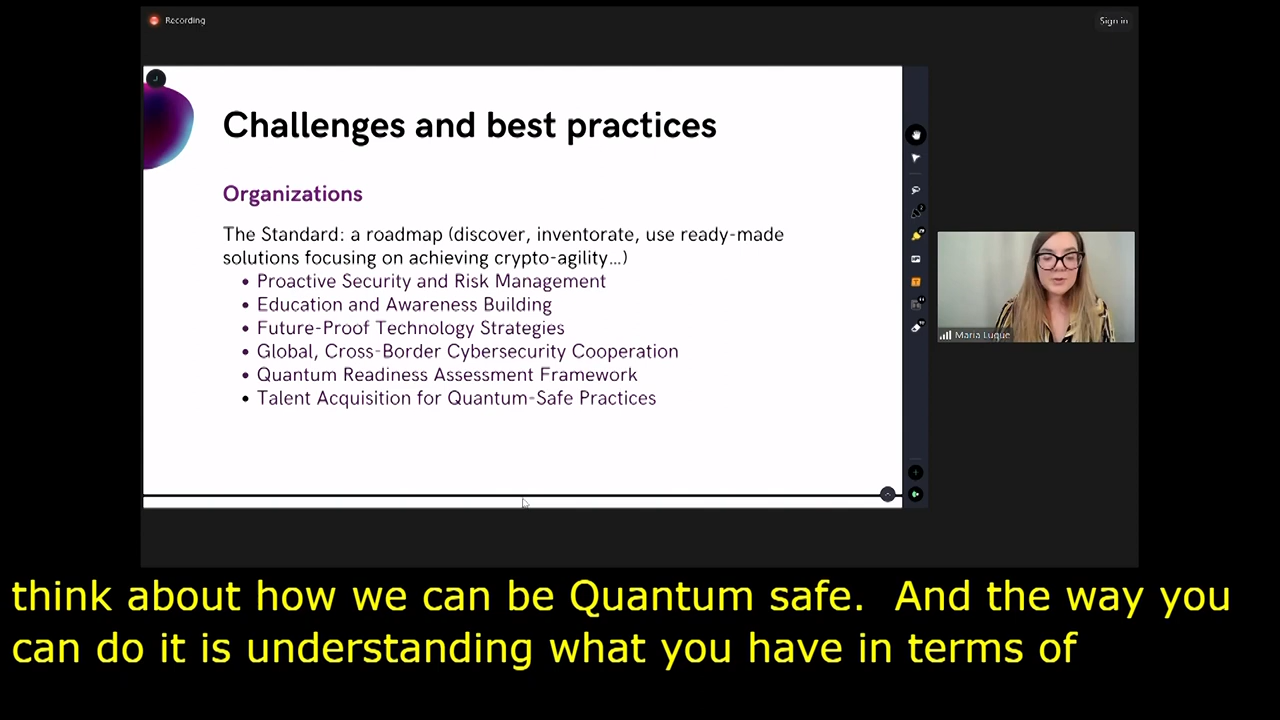 Recording
Sign in
J
Challenges and best practices
Organizations
The Standard: a roadmap (discover, inventorate, use ready-made
solutions focusing on achieving crypto-agility...)
• Proactive Security and Risk Management
• Education and Awareness Building
• Future-Proof Technology Strategies
• Global, Cross-Border Cybersecurity Cooperation
• Quantum Readiness Assessment Framework
• Talent Acquisition for Quantum-Safe Practices
Maria Luque
think about how we can be Quantum safe.  And the way you
can do it is understanding what you have in terms of